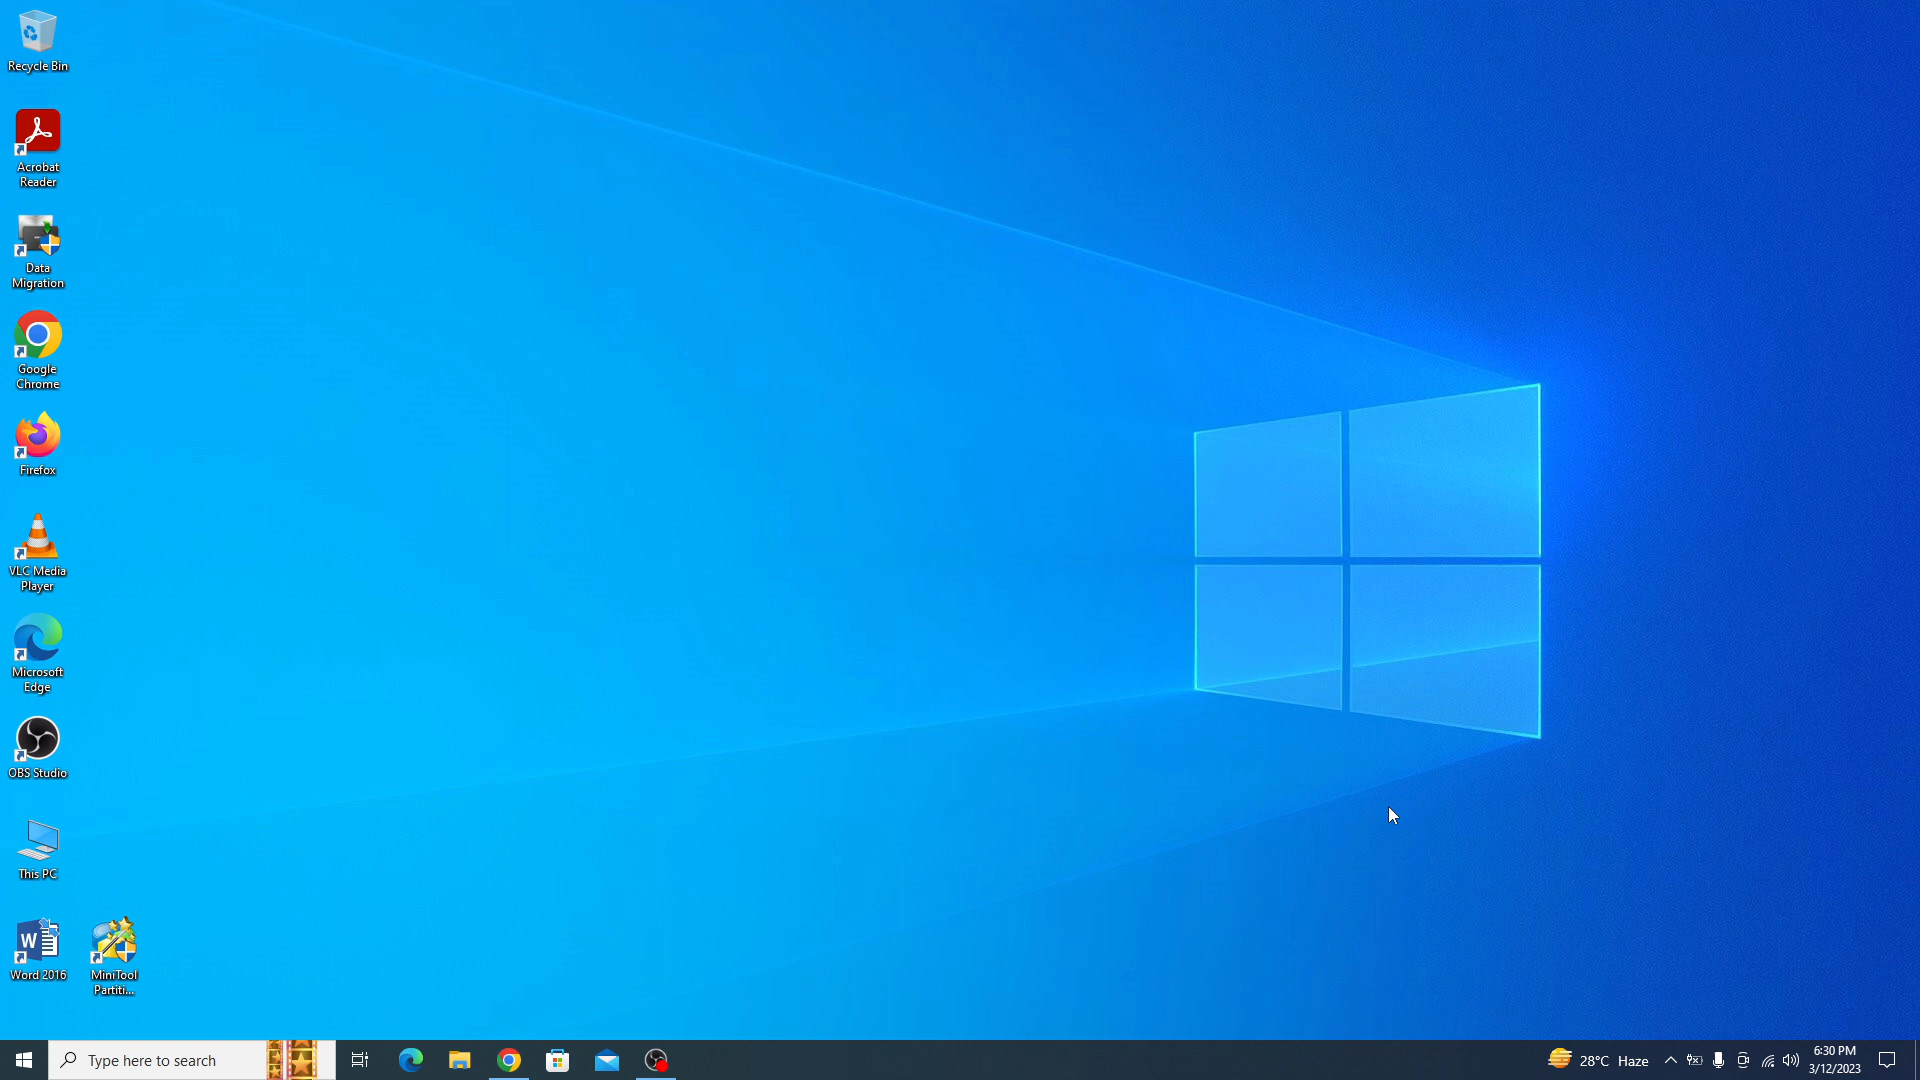 Recycle Bin
Acrobat
Reader
Data
Migration
Google
Chrome
Firefox
VLC Media
Player
Microsoft
Edge
OBS Studio
This PC
W
Word 2016
MiniTool
Partiti...
Type here to search
28°C Haze
6:30 PM
3/12/2023